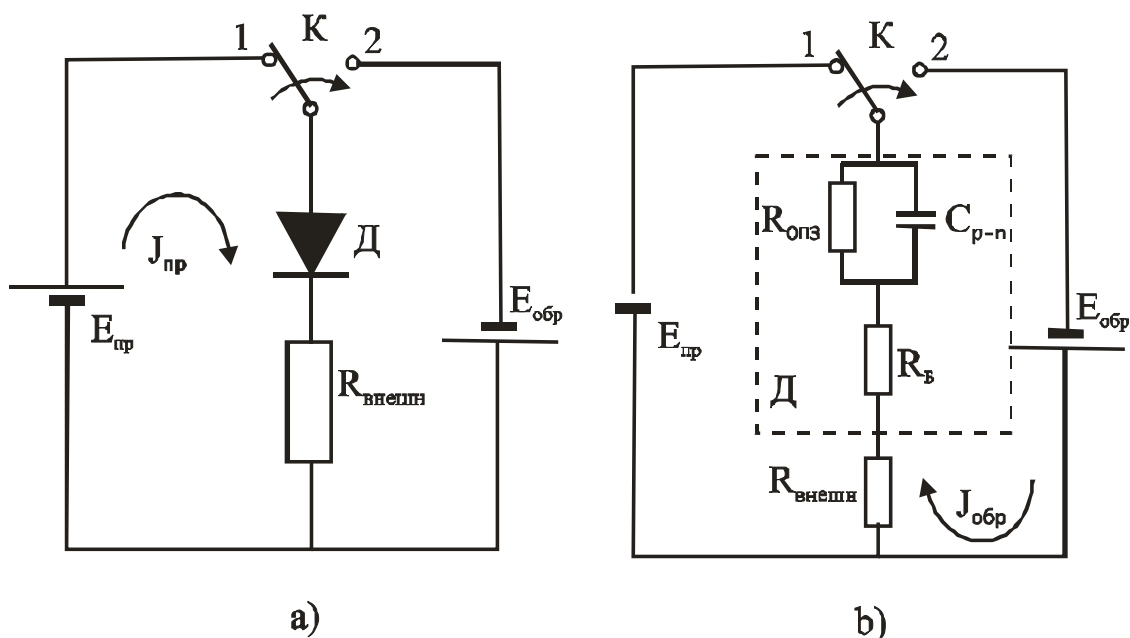 1 К 2
Jпр
Д
Eпр
Eобр
Rвнешн
а)
1 К 2
RОПЗ
Cp-n
Eпр
Eобр
RБ
Д
Rвнешн
Jобр
b)